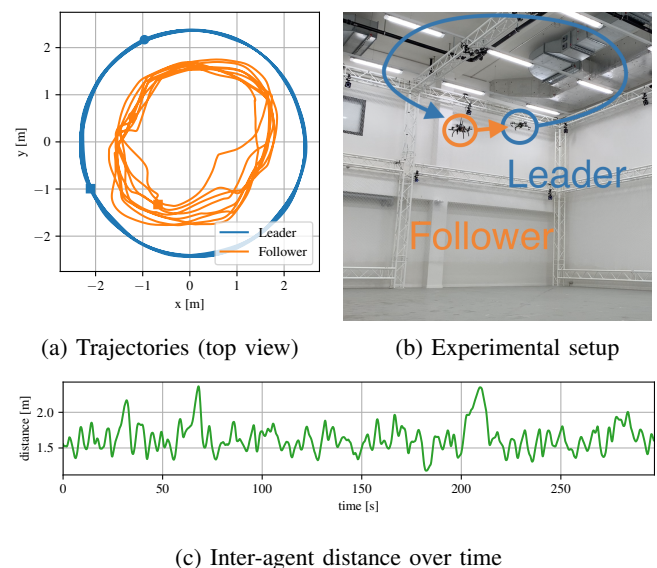 2
1
0
−1
−2
y [m]
−2
−1
0
1
2
x [m]
Leader
Follower
Leader
Follower
(a) Trajectories (top view)
(b) Experimental setup
distance [m]
2.0
1.5
0
50
100
150
200
250
time [s]
(c) Inter-agent distance over time